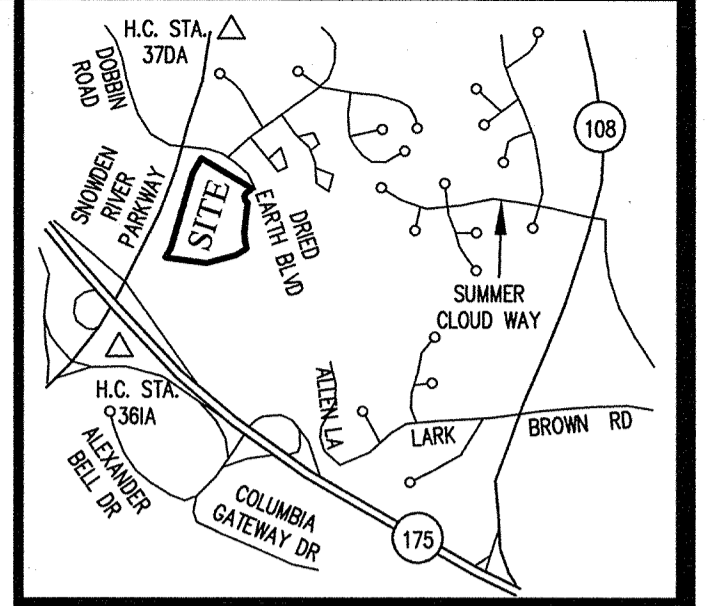 H.C. STA.
37DA
DOBBIN
ROAD
108
SNOWDEN
RIVER
PARKWAY
SITE
DRIED
EARTH BLVD
SUMMER
CLOUD WAY
H.C. STA.
361A
ALLEN LA
LARK BROWN RD
ALEXANDER
BELL DR
COLUMBIA
GATEWAY DR
175